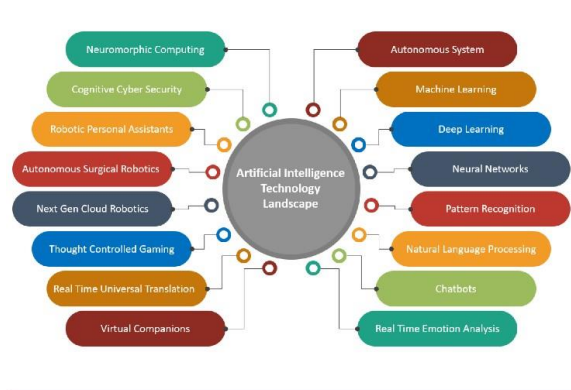 Neuromorphic Computing
Autonomous System
Cognitive Cyber Security
Machine Learning
Robotic Personal Assistants
Deep Learning
Autonomous Surgical Robotics
Artificial Intelligence
Technology
Landscape
Neural Networks
Next Gen Cloud Robotics
Pattern Recognition
Thought Controlled Gaming
Natural Language Processing
Real Time Universal Translation
Chatbots
Virtual Companions
Real Time Emotion Analysis